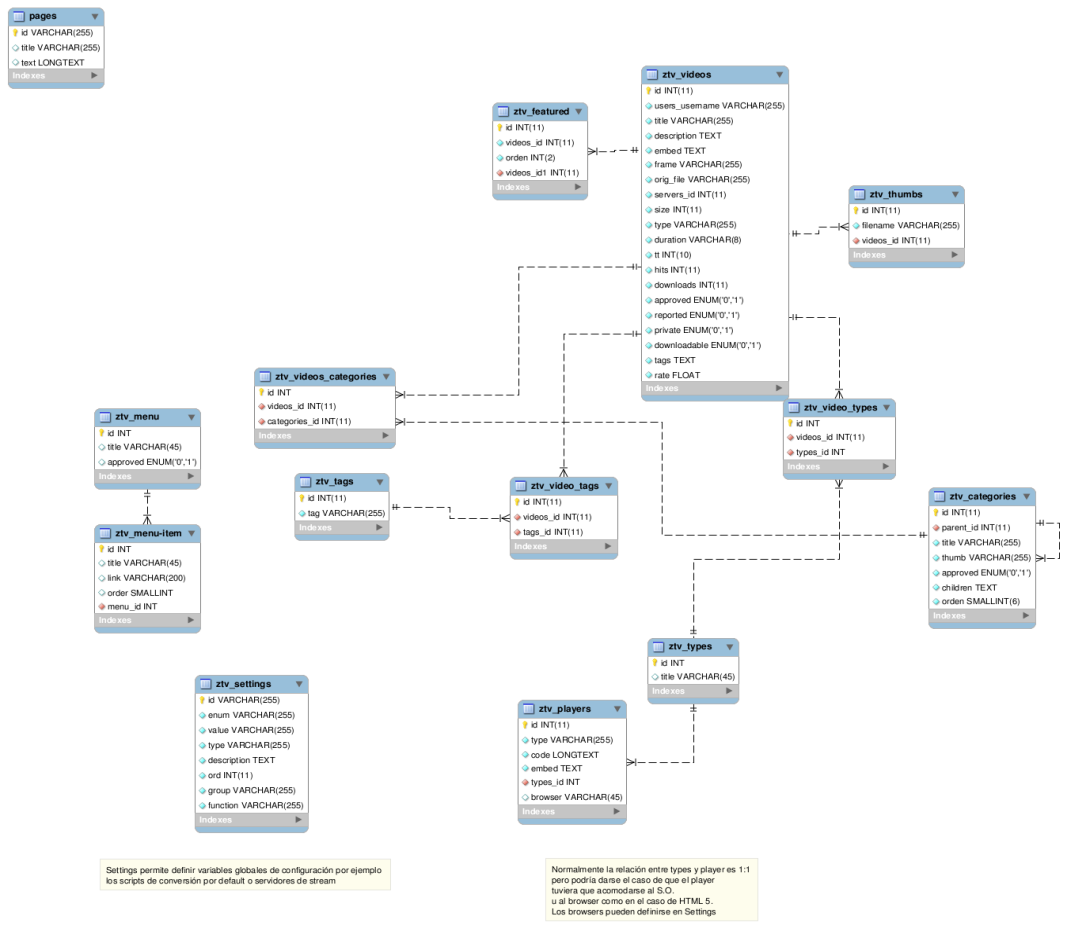 pages
id VARCHAR(255)
title VARCHAR(255)
text LONGTEXT
Indexes
ztv_videos
id INT(11)
users_username VARCHAR(255)
title VARCHAR(255)
description TEXT
embed TEXT
frame VARCHAR(255)
orig_file VARCHAR(255)
servers_id INT(11)
size INT(11)
type VARCHAR(255)
duration VARCHAR(8)
tt INT(10)
hits INT(11)
downloads INT(11)
approved ENUM('0','1')
reported ENUM('0','1')
private ENUM('0','1')
downloadable ENUM('0','1')
tags TEXT
rate FLOAT
Indexes
ztv_featured
id INT(11)
videos_id INT(11)
orden INT(2)
videos_id1 INT(11)
Indexes
ztv_thumbs
id INT(11)
filename VARCHAR(255)
videos_id INT(11)
Indexes
ztv_videos_categories
id INT
videos_id INT(11)
categories_id INT(11)
Indexes
ztv_video_types
id INT
videos_id INT(11)
types_id INT
Indexes
ztv_menu
id INT
title VARCHAR(45)
approved ENUM('0','1')
Indexes
ztv_tags
id INT(11)
tag VARCHAR(255)
Indexes
ztv_video_tags
id INT(11)
videos_id INT(11)
tags_id INT(11)
Indexes
ztv_categories
id INT(11)
parent_id INT(11)
title VARCHAR(255)
thumb VARCHAR(255)
approved ENUM('0','1')
children TEXT
orden SMALLINT(6)
Indexes
ztv_menu-item
id INT
title VARCHAR(45)
link VARCHAR(200)
order SMALLINT
menu_id INT
Indexes
ztv_types
id INT
title VARCHAR(45)
Indexes
ztv_settings
id VARCHAR(255)
enum VARCHAR(255)
value VARCHAR(255)
type VARCHAR(255)
description TEXT
ord INT(11)
group VARCHAR(255)
function VARCHAR(255)
Indexes
ztv_players
id INT(11)
type VARCHAR(255)
code LONGTEXT
embed TEXT
types_id INT
browser VARCHAR(45)
Indexes
Settings permite definir variables globales de configuración por ejemplo
los scripts de conversión por default o servidores de stream
Normalmente la relación entre types y player es 1:1
pero podría darse el caso de que el player
tuviera que acomodarse al S.O.
u al browser como en el caso de HTML 5.
Los browsers pueden definirse en Settings